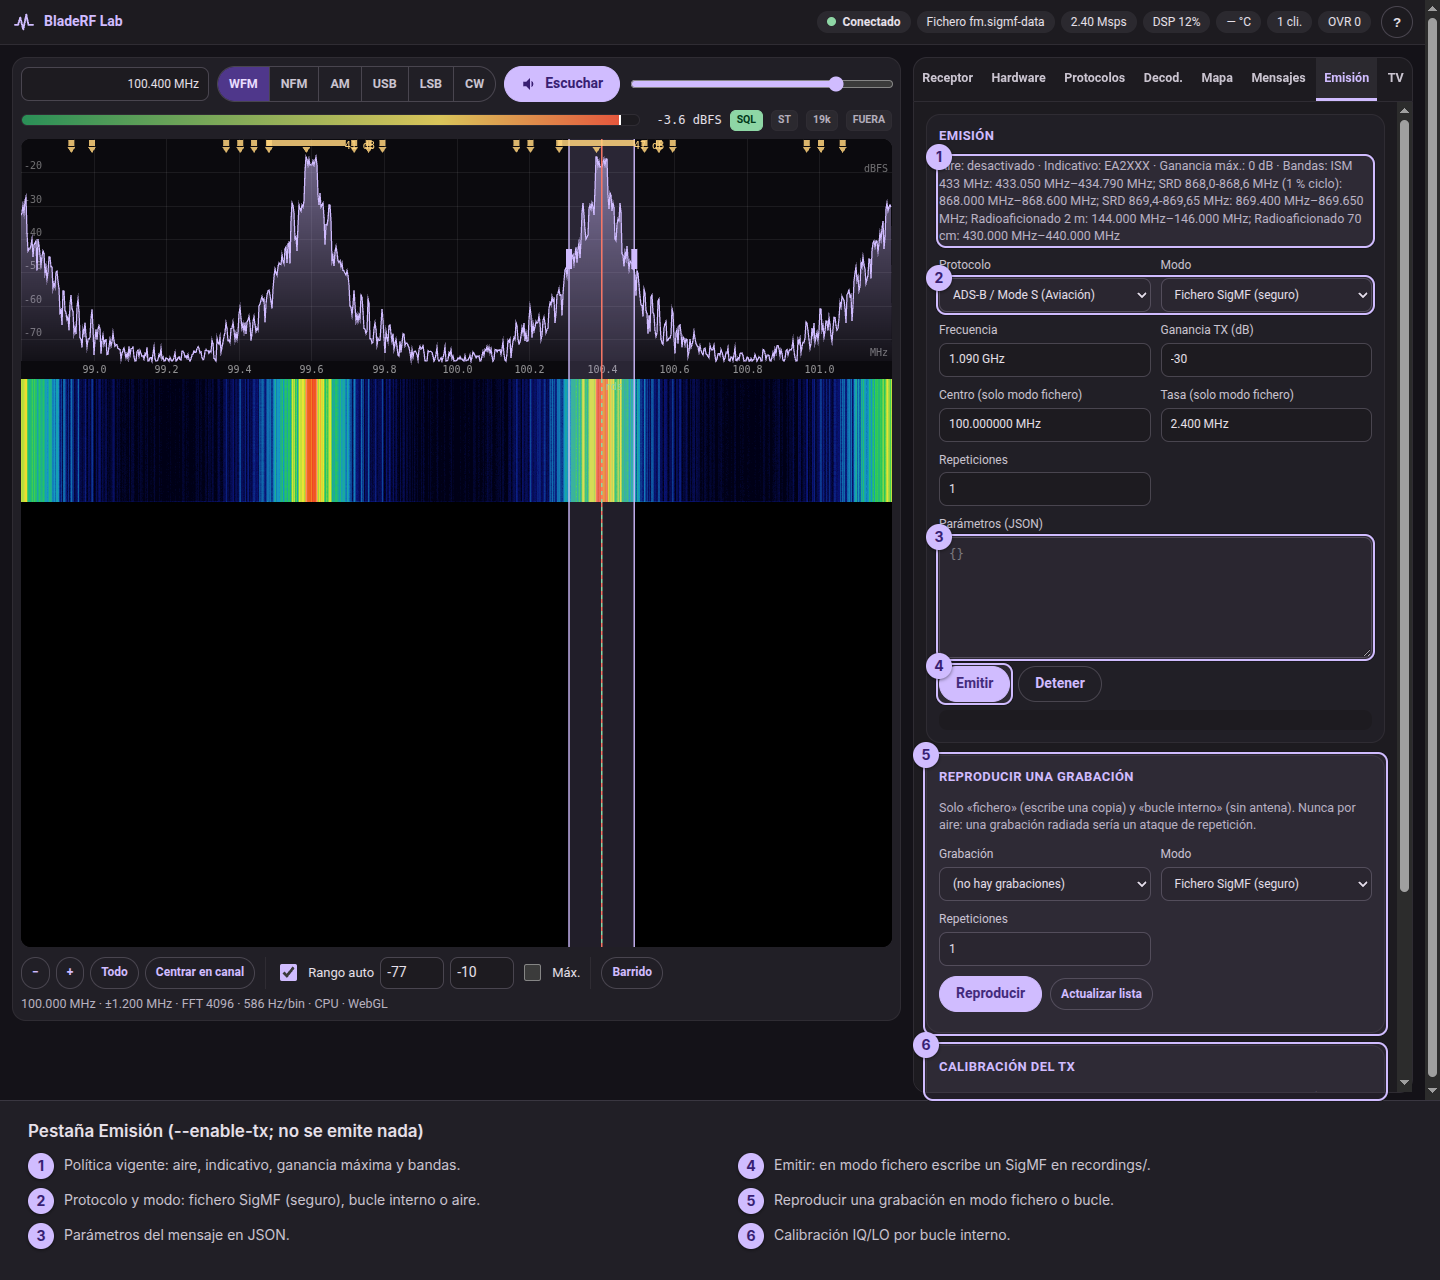 BladeRF Lab
Conectado
Fichero fm.sigmf-data
2.40 Msps
DSP 12%
— °C
1 cli.
OVR 0
?
100.400 MHz
WFM
NFM
AM
USB
LSB
CW
Escuchar
-3.6 dBFS
SQL
ST
19k
FUERA
dBFS
-20
-30
-40
-50
-60
-70
MHz
99.0 99.2 99.4 99.6 99.8 100.0 100.2 100.4 100.6 100.8 101.0
−
+
Todo
Centrar en canal
Rango auto
-77
-10
Máx.
Barrido
100.000 MHz · ±1.200 MHz · FFT 4096 · 586 Hz/bin · CPU · WebGL
Receptor
Hardware
Protocolos
Decod.
Mapa
Mensajes
Emisión
TV
EMISIÓN
1
desactivado · Indicativo: EA2XXX · Ganancia máx.: 0 dB · Bandas: ISM
433 MHz: 433.050 MHz–434.790 MHz; SRD 868,0-868,6 MHz (1 % ciclo):
868.000 MHz–868.600 MHz; SRD 869,4-869,65 MHz: 869.400 MHz–869.650
MHz; Radioaficionado 2 m: 144.000 MHz–146.000 MHz; Radioaficionado 70
cm: 430.000 MHz–440.000 MHz
Protocolo
Modo
2
ADS-B / Mode S (Aviación)
Fichero SigMF (seguro)
Frecuencia
Ganancia TX (dB)
1.090 GHz
-30
Centro (solo modo fichero)
Tasa (solo modo fichero)
100.000000 MHz
2.400 MHz
Repeticiones
1
Parámetros (JSON)
3
{}
4
Emitir
Detener
5
REPRODUCIR UNA GRABACIÓN
Solo «fichero» (escribe una copia) y «bucle interno» (sin antena). Nunca por
aire: una grabación radiada sería un ataque de repetición.
Grabación
Modo
(no hay grabaciones)
Fichero SigMF (seguro)
Repeticiones
1
Reproducir
Actualizar lista
6
CALIBRACIÓN DEL TX
Pestaña Emisión (--enable-tx; no se emite nada)
1 Política vigente: aire, indicativo, ganancia máxima y bandas.
2 Protocolo y modo: fichero SigMF (seguro), bucle interno o aire.
3 Parámetros del mensaje en JSON.
4 Emitir: en modo fichero escribe un SigMF en recordings/.
5 Reproducir una grabación en modo fichero o bucle.
6 Calibración IQ/LO por bucle interno.